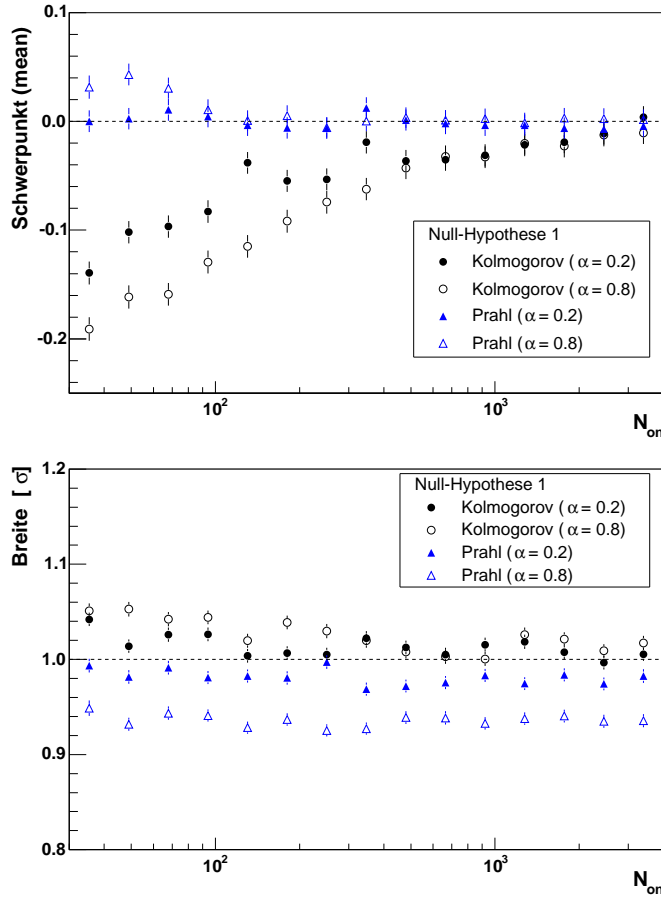 0.1
0.0
-0.1
-0.2
Schwerpunkt (mean)
Null-Hypothese 1
Kolmogorov ( α = 0.2)
Kolmogorov ( α = 0.8)
Prahl ( α = 0.2)
Prahl ( α = 0.8)
10²
10³
N_on
1.2
1.1
1.0
0.9
0.8
Breite [ σ]
Null-Hypothese 1
Kolmogorov ( α = 0.2)
Kolmogorov ( α = 0.8)
Prahl ( α = 0.2)
Prahl ( α = 0.8)
10²
10³
N_on